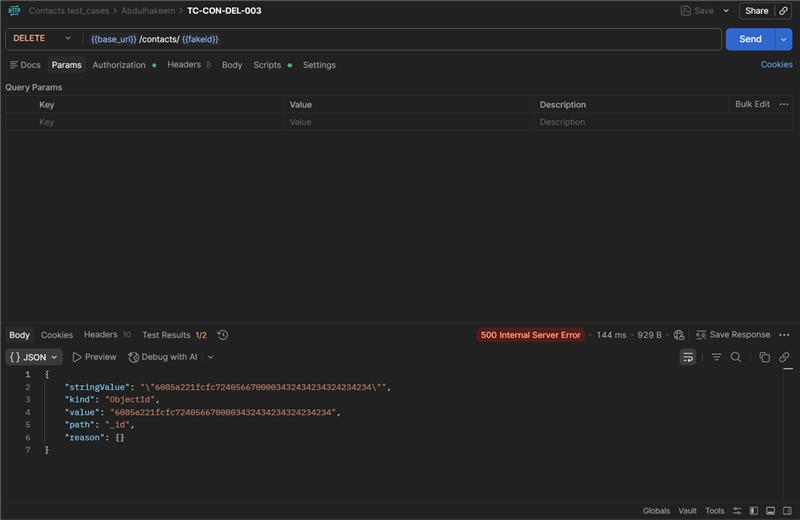 HTTP Contacts test_cases > Abdulhakeem > TC-CON-DEL-003 Save Share
DELETE {{base_url}} /contacts/ {{fakeid}} Send
Docs Params Authorization Headers 8 Body Scripts Settings Cookies
Query Params
Key Value Description Bulk Edit
Key Value Description
Body Cookies Headers 10 Test Results 1/2 500 Internal Server Error • 144 ms • 929 B Save Response
{} JSON Preview Debug with AI
1 {
2 "stringValue": "\"6085a221fcfc7240566700003432434234324234234\"",
3 "kind": "ObjectId",
4 "value": "6085a221fcfc7240566700003432434234324234234",
5 "path": "_id",
6 "reason": {}
7 }
Globals Vault Tools